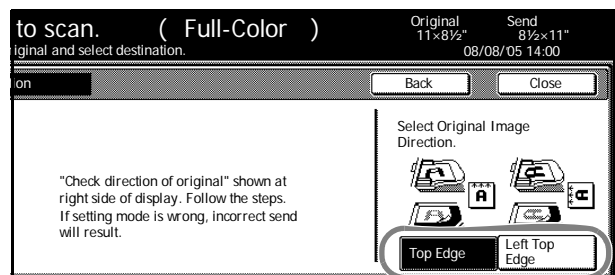 to scan. ( Full-Color )
Original Send
11×8½" 8½×11"
iginal and select destination.
08/08/'05 14:00
ion
Back Close
Select Original Image
Direction.
"Check direction of original" shown at
right side of display. Follow the steps.
If setting mode is wrong, incorrect send
will result.
A
Top Edge
Left Top
Edge